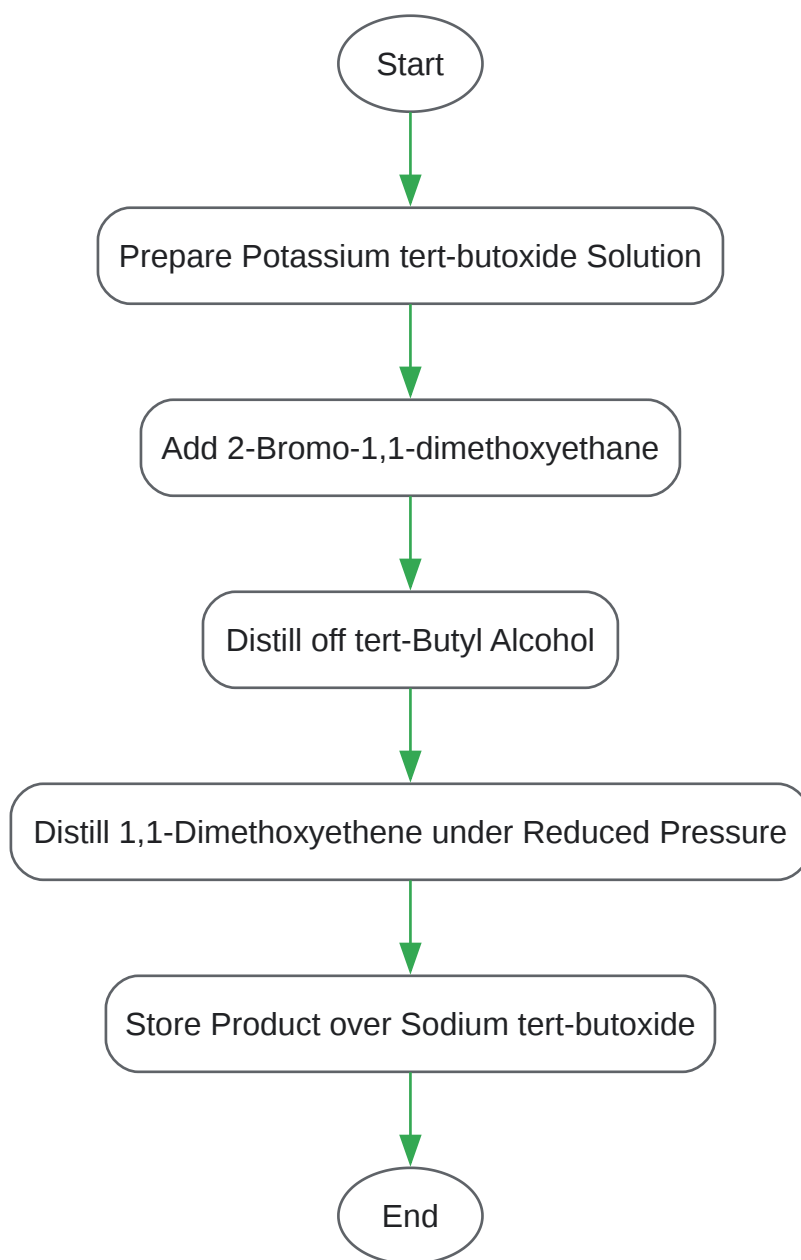 Start
Prepare Potassium tert-butoxide Solution
Add 2-Bromo-1,1-dimethoxyethane
Distill off tert-Butyl Alcohol
Distill 1,1-Dimethoxyethene under Reduced Pressure
Store Product over Sodium tert-butoxide
End